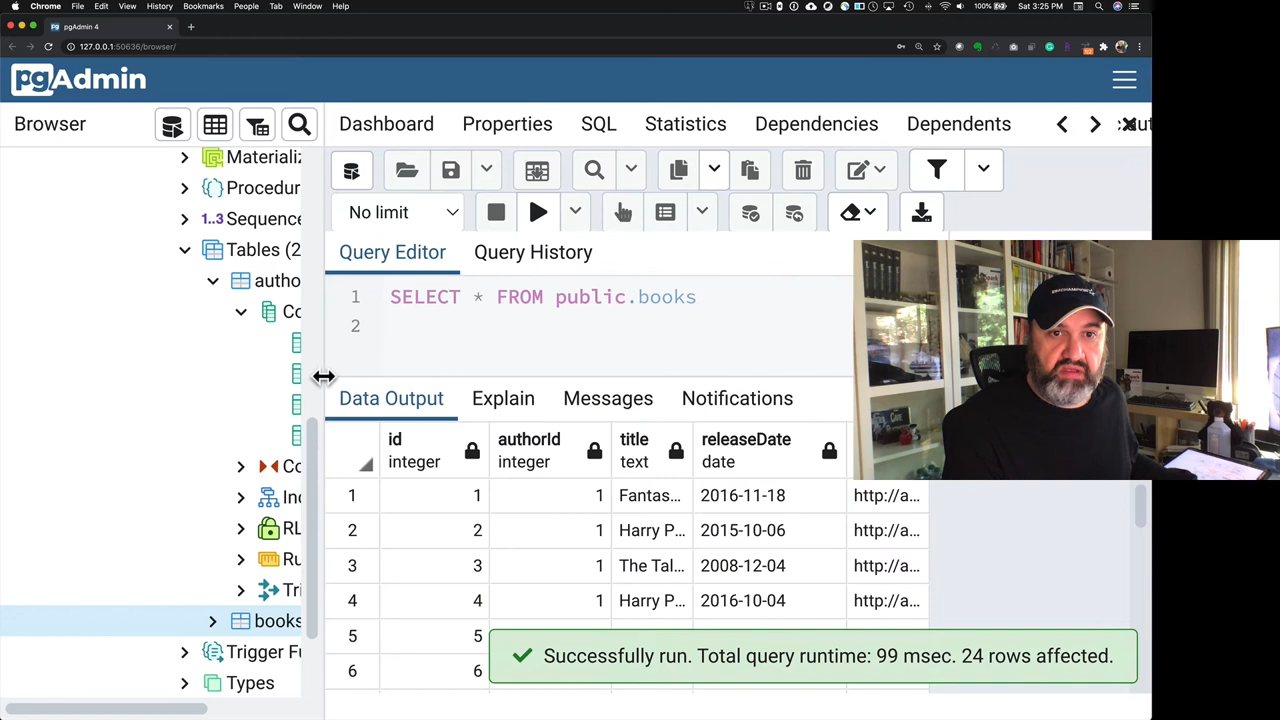 Chrome File Edit View History Bookmarks People Tab Window Help 100% Sat 3:25 PM
pgAdmin 4
127.0.0.1:50636/browser/
pgAdmin
Browser Dashboard Properties SQL Statistics Dependencies Dependents
Materializ
Procedur
No limit
1..3 Sequence
Tables (2
Query Editor Query History
autho
1 SELECT * FROM public.books
Co
2
Data Output Explain Messages Notifications
id authorId title releaseDate
integer integer text date
Co
1 1 1 Fantas... 2016-11-18 http://a...
Inc
2 2 1 Harry P... 2015-10-06 http://a...
RL
3 3 1 The Tal... 2008-12-04 http://a...
Ru
4 4 1 Harry P... 2016-10-04 http://a...
Tri
books
5 5
Trigger Fu
Successfully run. Total query runtime: 99 msec. 24 rows affected.
6 6
Types